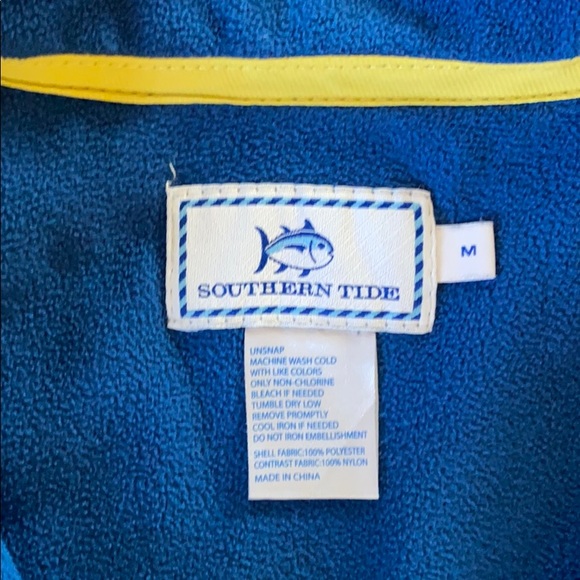 SOUTHERN TIDE
M
UNSNAP
MACHINE WASH COLD
WITH LIKE COLORS
ONLY NON-CHLORINE
BLEACH IF NEEDED
TUMBLE DRY LOW
REMOVE PROMPTLY
COOL IRON IF NEEDED
DO NOT IRON EMBELLISHMENT
SHELL FABRIC:100% POLYESTER
CONTRAST FABRIC:100% NYLON
MADE IN CHINA